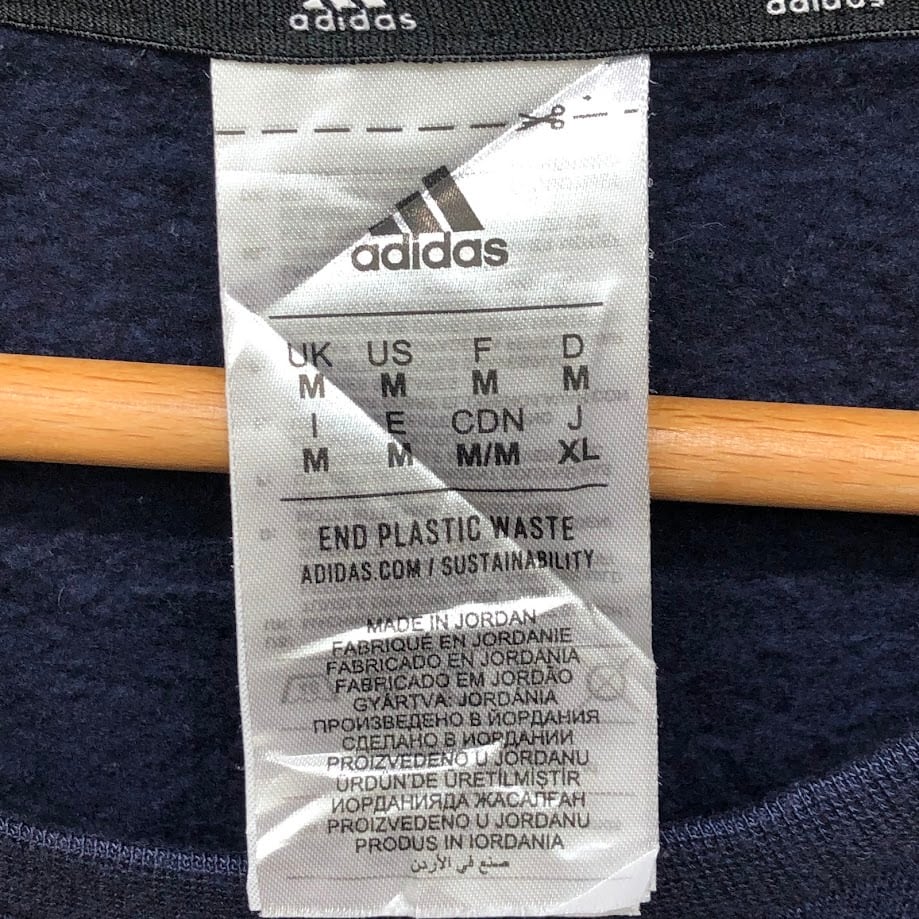 adidas
adidas
adidas
UK US F D
M M M M
I E CDN J
M M M/M XL
END PLASTIC WASTE
ADIDAS.COM / SUSTAINABILITY
MADE IN JORDAN
FABRIQUÉ EN JORDANIE
FABRICADO EN JORDANIA
FABRICADO EM JORDÃO
GYÁRTVA: JORDÁNIA
ПРОИЗВЕДЕНО В ЙОРДАНИЯ
СДЕЛАНО В ИОРДАНИИ
PROIZVEDENO U JORDANU
ÜRDÜN'DE ÜRETİLMİŞTİR
ИОРДАНИЯДА ЖАСАЛҒАН
PROIZVEDENO U JORDANU
PRODUS IN IORDANIA
صنع في الأردن